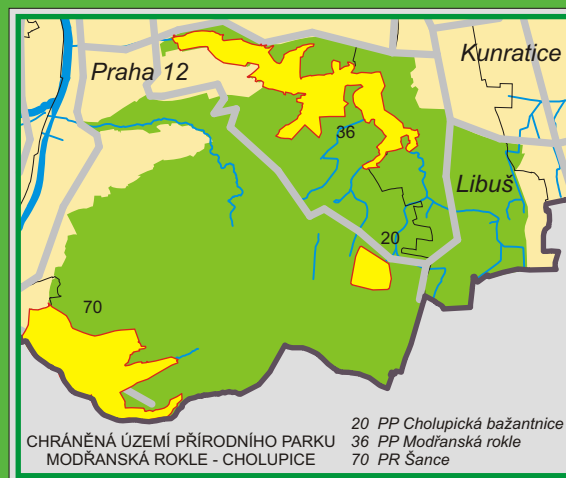 Kunratice
Praha 12
36
Libuš
20
70
CHRÁNĚNÁ ÚZEMÍ PŘÍRODNÍHO PARKU
MODŘANSKÁ ROKLE - CHOLUPICE
20 PP Cholupická bažantnice
36 PP Modřanská rokle
70 PR Šance